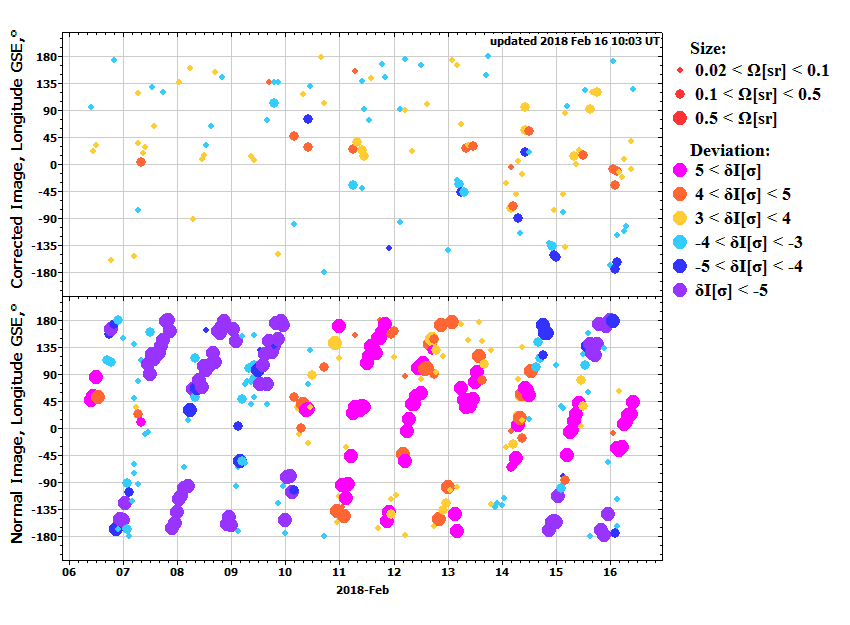 updated 2018 Feb 16 10:03 UT
Corrected Image, Longitude GSE,°
180
135
90
45
0
-45
-90
-135
-180
Normal Image, Longitude GSE,°
180
135
90
45
0
-45
-90
-135
-180
06 07 08 09 10 11 12 13 14 15 16
2018-Feb
Size:
0.02 < Ω[sr] < 0.1
0.1 < Ω[sr] < 0.5
0.5 < Ω[sr]
Deviation:
5 < δI[σ]
4 < δI[σ] < 5
3 < δI[σ] < 4
-4 < δI[σ] < -3
-5 < δI[σ] < -4
δI[σ] < -5